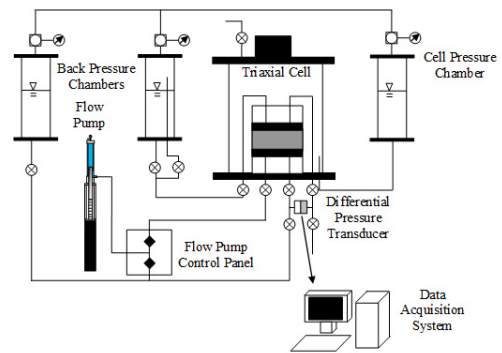 Back Pressure
Chambers
Flow
Pump
Triaxial Cell
Cell Pressure
Chamber
Differential
Pressure
Transducer
Flow Pump
Control Panel
Data
Acquisition
System